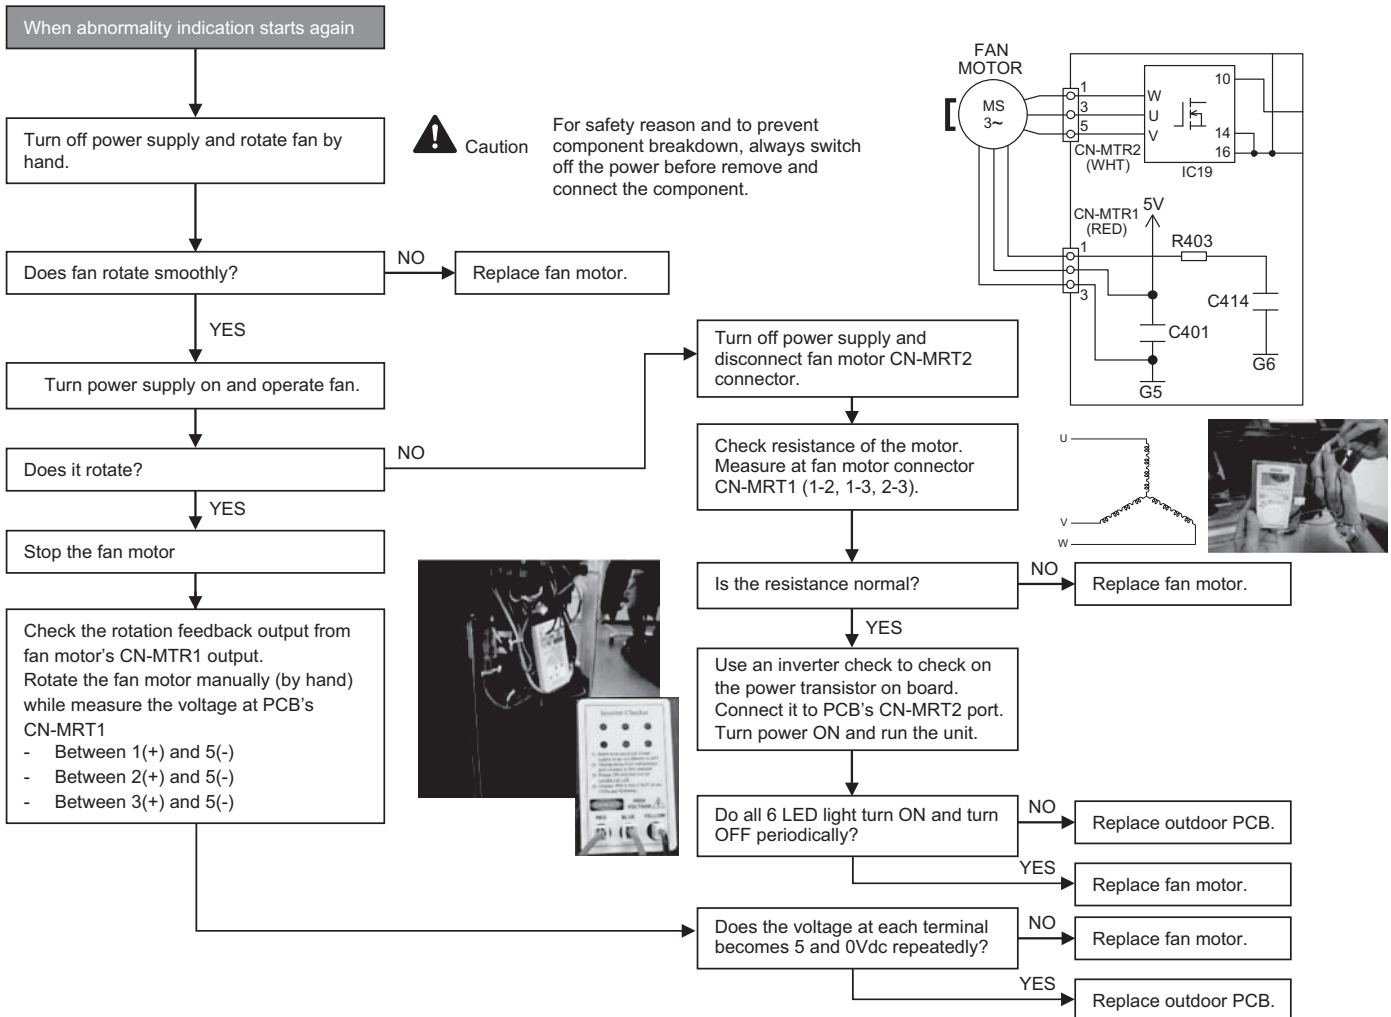 When abnormality indication starts again
Turn off power supply and rotate fan by
hand.
Caution
For safety reason and to prevent
component breakdown, always switch
off the power before remove and
connect the component.
Does fan rotate smoothly?
NO
Replace fan motor.
YES
Turn power supply on and operate fan.
Does it rotate?
NO
YES
Stop the fan motor
Check the rotation feedback output from
fan motor's CN-MTR1 output.
Rotate the fan motor manually (by hand)
while measure the voltage at PCB's
CN-MRT1
- Between 1(+) and 5(-)
- Between 2(+) and 5(-)
- Between 3(+) and 5(-)
Turn off power supply and
disconnect fan motor CN-MRT2
connector.
Check resistance of the motor.
Measure at fan motor connector
CN-MRT1 (1-2, 1-3, 2-3).
Is the resistance normal?
NO
Replace fan motor.
YES
Use an inverter check to check on
the power transistor on board.
Connect it to PCB's CN-MRT2 port.
Turn power ON and run the unit.
Do all 6 LED light turn ON and turn
OFF periodically?
NO
Replace outdoor PCB.
YES
Replace fan motor.
Does the voltage at each terminal
becomes 5 and 0Vdc repeatedly?
NO
Replace fan motor.
YES
Replace outdoor PCB.
FAN
MOTOR
MS
3~
1
3
5
W
U
V
10
14
16
CN-MTR2
(WHT)
IC19
CN-MTR1
(RED)
5V
1
3
R403
C414
C401
G6
G5
U
V
W
Inverter Checker
HIGH
VOLTAGE
RED BLUE YELLOW